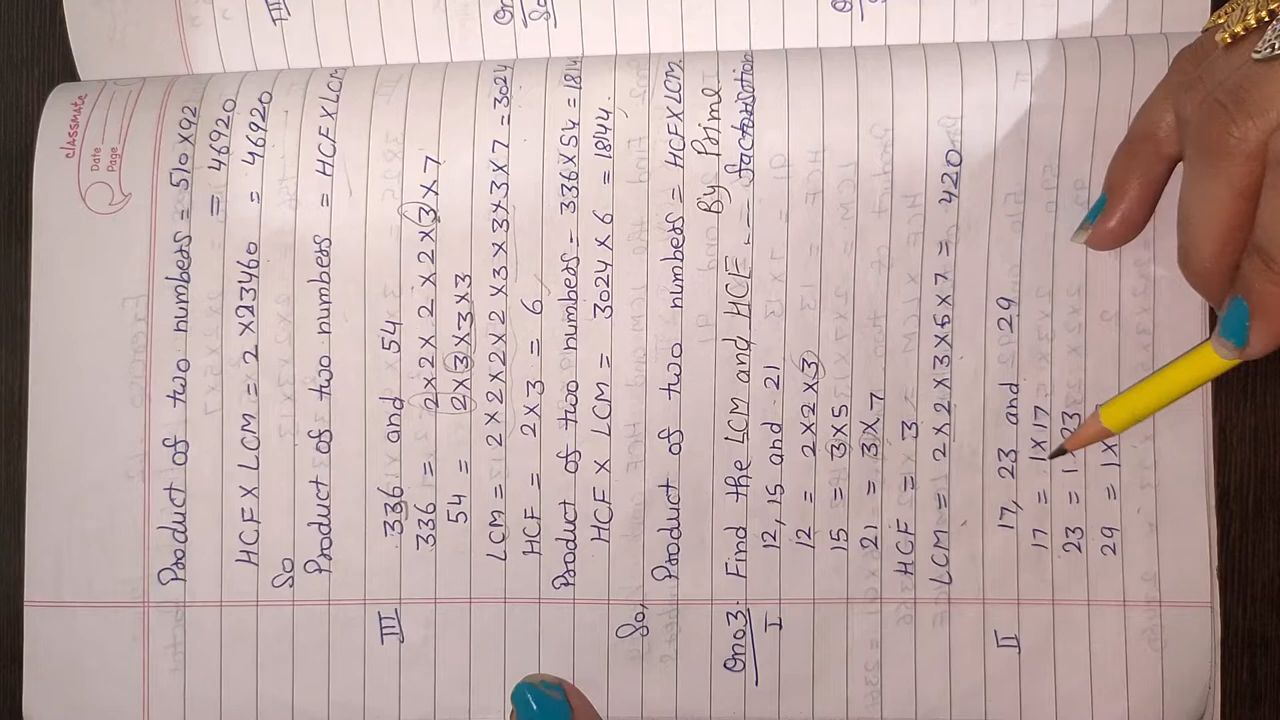 classmate
Date
Page
Product of two numbers = 510 × 92
= 46920
HCF × LCM = 2 × 23460 = 46920
So
Product of two numbers = HCF × LCM
III 336 and 54
336 = 2×2×2×2×3×7
54 = 2×3×3×3
LCM = 2×2×2×2×3×3×3×7 = 3024
HCF = 2×3 = 6
Product of two numbers = 336×54 = 1814
HCF × LCM = 3024 × 6 = 18144.
So,
Product of two numbers = HCF×LCM.
Qno3. Find the LCM and HCF By Prime factorisation
I 12, 15 and 21
12 = 2×2×3
15 = 3×5
21 = 3×7
HCF = 3
LCM = 2×2×3×5×7 = 420
II 17, 23 and 29
17 = 1×17
23 = 1 23
29 = 1×